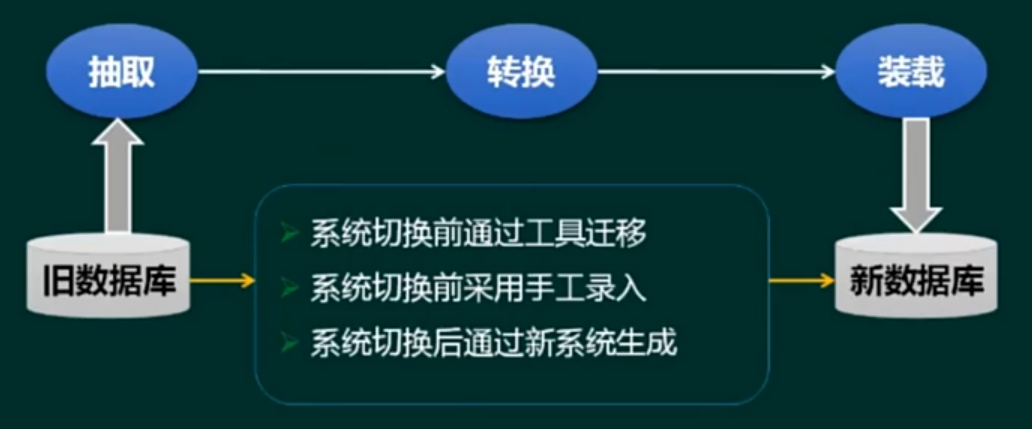 抽取
转换
装载
系统切换前通过工具迁移
系统切换前采用手工录入
系统切换后通过新系统生成
旧数据库
新数据库